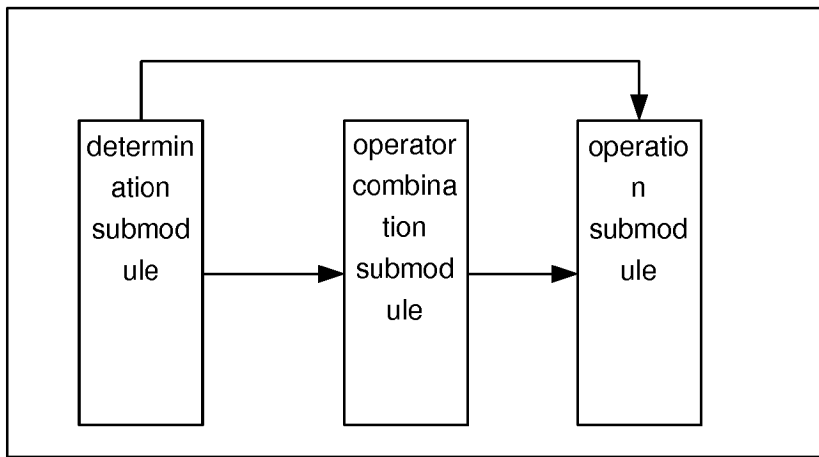 determin
ation
submod
ule
operator
combina
tion
submod
ule
operatio
n
submod
ule